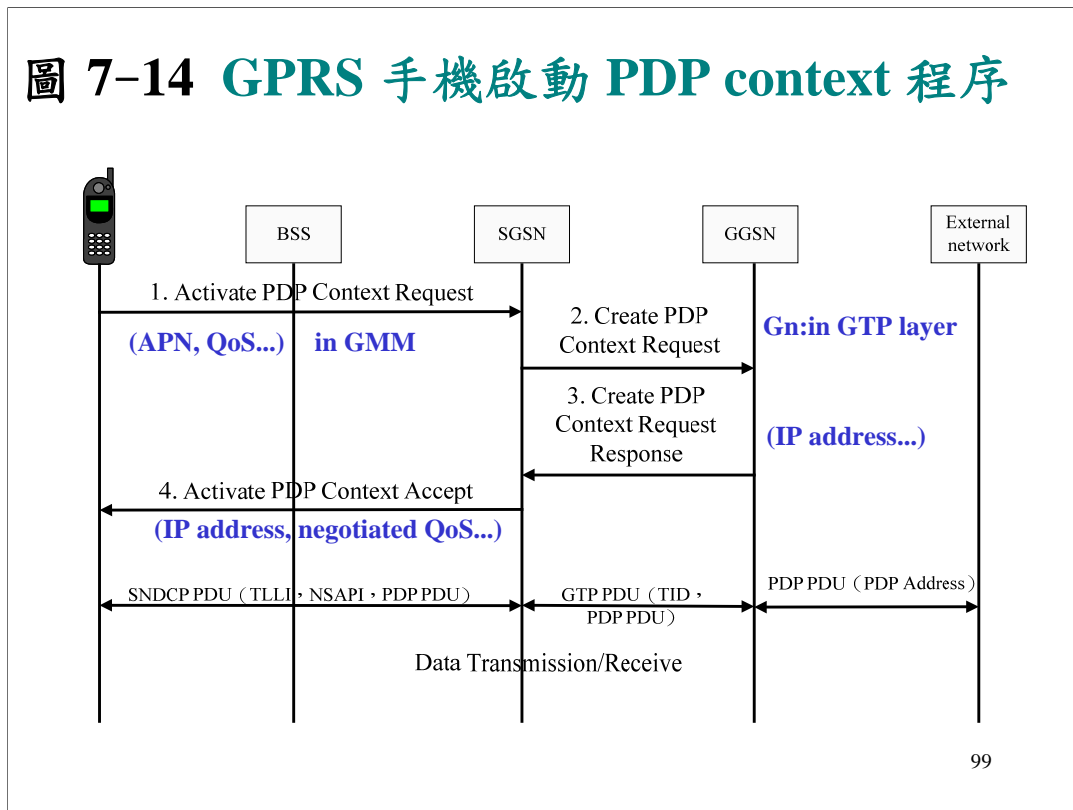 圖 7-14 GPRS 手機啟動 PDP context 程序
BSS
SGSN
GGSN
External
network
1. Activate PDP Context Request
(APN, QoS...) in GMM
2. Create PDP
Context Request
Gn:in GTP layer
3. Create PDP
Context Request
Response
(IP address...)
4. Activate PDP Context Accept
(IP address, negotiated QoS...)
SNDCP PDU（TLLI，NSAPI，PDP PDU）
GTP PDU（TID，
PDP PDU）
PDP PDU（PDP Address）
Data Transmission/Receive
99